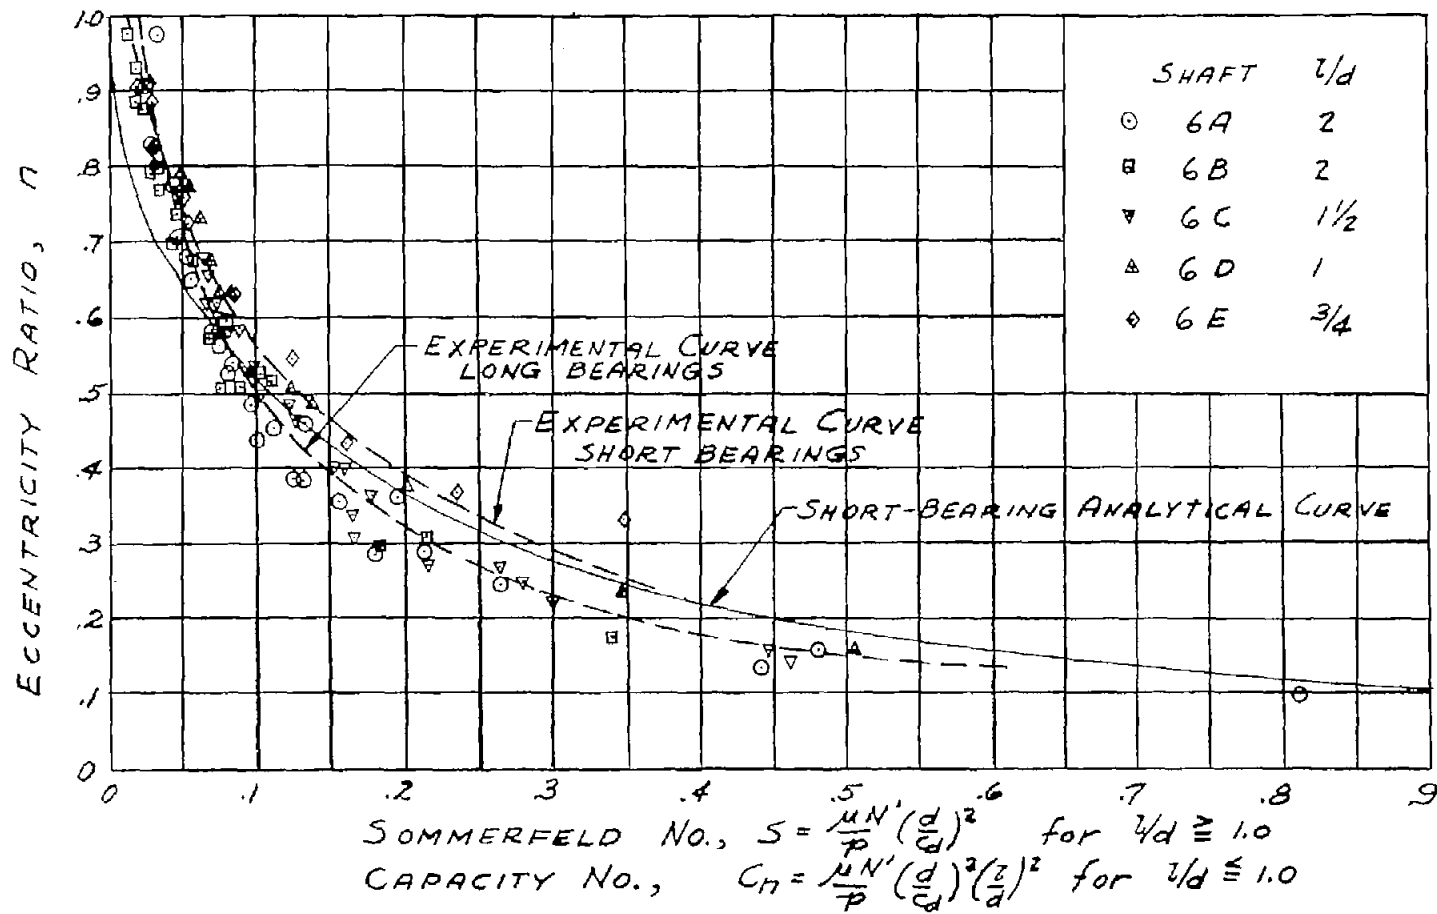 1.0
.9
.8
.7
.6
.5
.4
.3
.2
.1
0
ECCENTRICITY RATIO, n
SHAFT l/d
6A 2
6B 2
6C 1½
6D 1
6E 3/4
EXPERIMENTAL CURVE
LONG BEARINGS
EXPERIMENTAL CURVE
SHORT BEARINGS
SHORT-BEARING ANALYTICAL CURVE
0 .1 .2 .3 .4 .5 .6 .7 .8 .9
SOMMERFELD NO., S = μN'/p (d/cd)² for l/d ≧ 1.0
CAPACITY NO., Cn = μN'/p (d/cd)² (l/d)² for l/d ≦ 1.0